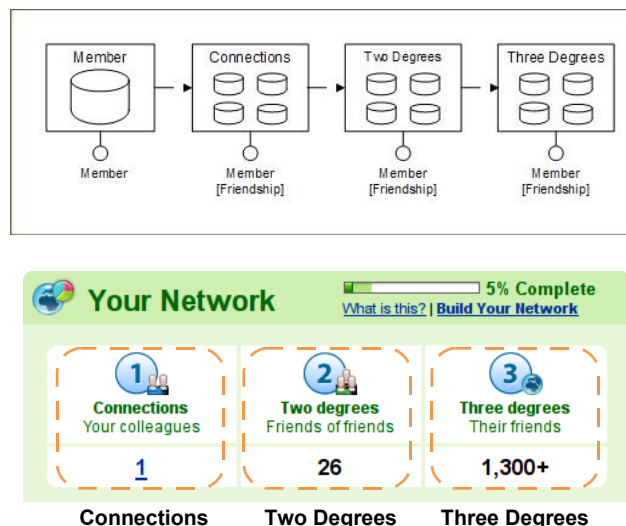 Member Connections Two Degrees Three Degrees
Member Member Member Member
[Friendship] [Friendship] [Friendship]
Your Network
5% Complete
What is this? | Build Your Network
1 2 3
Connections Two degrees Three degrees
Your colleagues Friends of friends Their friends
1 26 1,300+
Connections Two Degrees Three Degrees